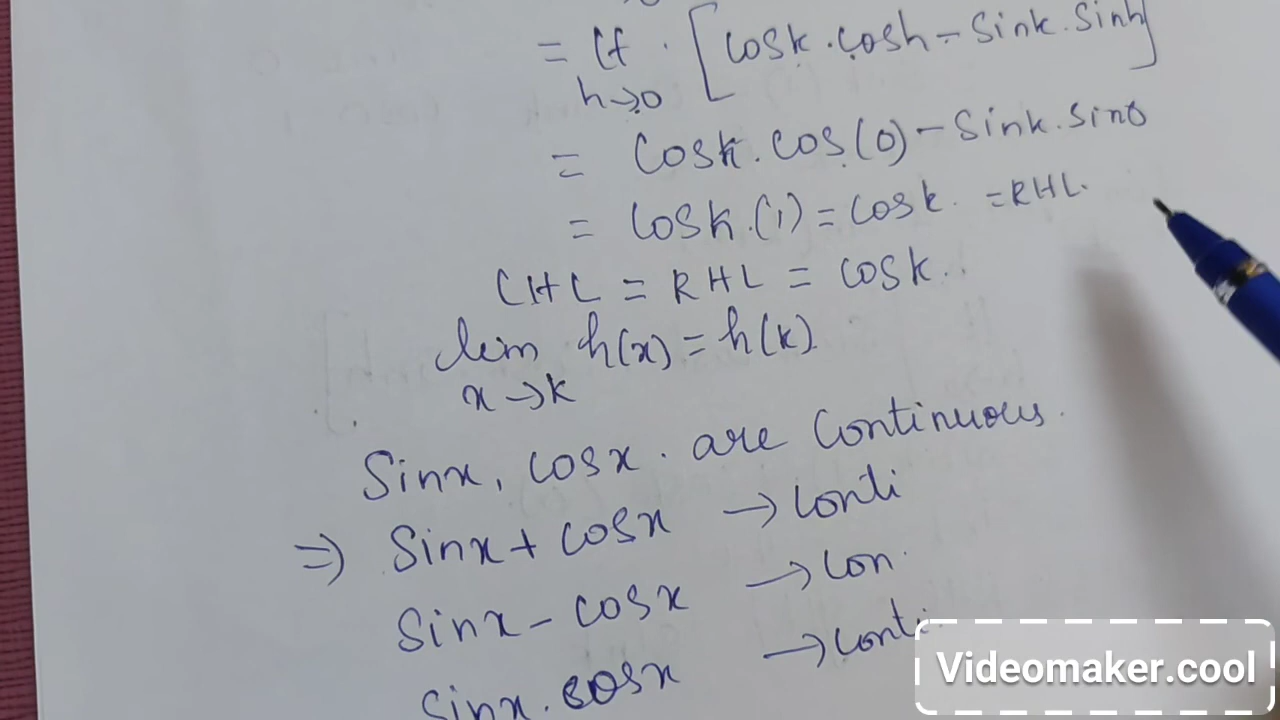 = Lt . [cosk.cosh - sink.sinh]
h→0
= cosk.cos(0) - sink.sin0
= cosk.(1) = cosk. = RHL.
LHL = RHL = cosk..
lim h(x) = h(k).
x→k
Sinx, cosx. are continuous.
⇒ Sinx + cosx → conti
Sinx - cosx → con.
Sinx.cosx → conti.
Videomaker.cool